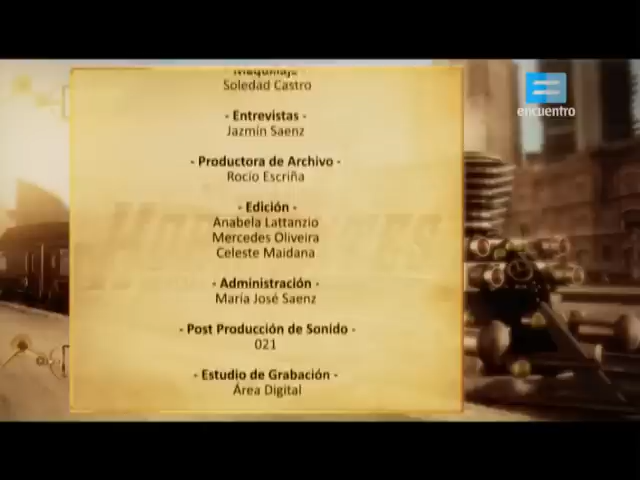 Maquillaje
Soledad Castro
- Entrevistas -
Jazmín Saenz
- Productora de Archivo -
Rocío Escriña
- Edición -
Anabela Lattanzio
Mercedes Oliveira
Celeste Maidana
- Administración -
María José Saenz
- Post Producción de Sonido -
021
- Estudio de Grabación -
Área Digital
encuentro